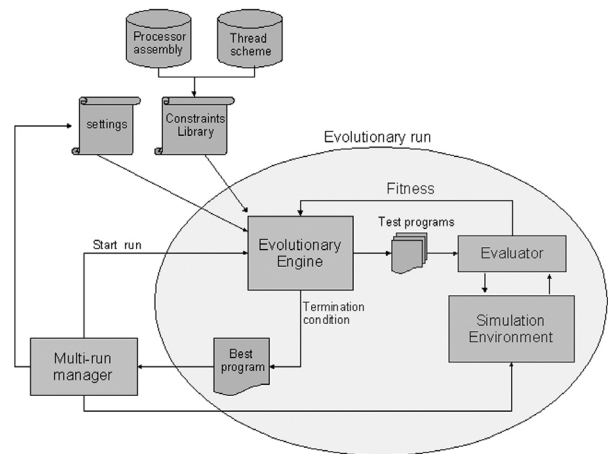 Processor
assembly
Thread
scheme
settings
Constraints
Library
Evolutionary run
Fitness
Test programs
Start run
Evolutionary
Engine
Evaluator
Termination
condition
Simulation
Environment
Multi-run
manager
Best
program